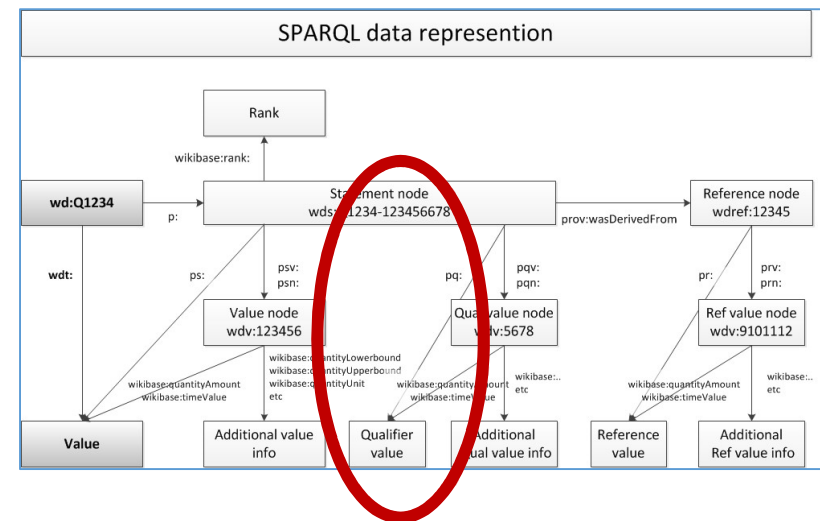 SPARQL data represention
Rank
wikibase:rank:
wd:Q1234
p:
Statement node
wds:Q1234-123456678
prov:wasDerivedFrom
Reference node
wdref:12345
wdt:
ps:
psv:
psn:
pq:
pqv:
pqn:
pr:
prv:
prn:
Value node
wdv:123456
Qual value node
wdv:5678
Ref value node
wdv:9101112
wikibase:quantityLowerbound
wikibase:quantityUpperbound
wikibase:quantityUnit
etc
wikibase:quantityAmount
wikibase:timeValue
wikibase:quantityAmount
wikibase:timeValue
wikibase:..
etc
wikibase:quantityAmount
wikibase:timeValue
wikibase:..
etc
Value
Additional value
info
Qualifier
value
Additional
Qual value info
Reference
value
Additional
Ref value info